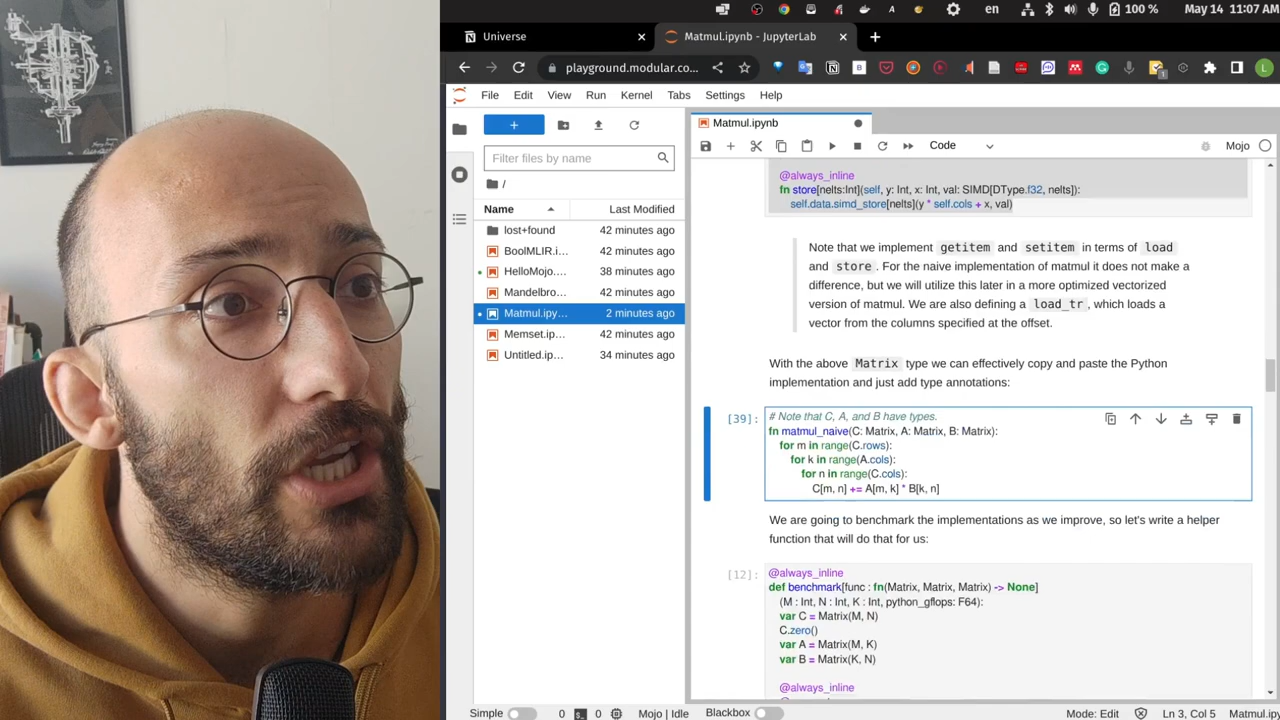 en
100 %
May 14 11:07 AM
Universe
Matmul.ipynb - JupyterLab
playground.modular.co...
File Edit View Run Kernel Tabs Settings Help
Matmul.ipynb
Code
Mojo
Filter files by name
/
Name Last Modified
lost+found 42 minutes ago
BoolMLIR.i... 42 minutes ago
HelloMojo.... 38 minutes ago
Mandelbro... 42 minutes ago
Matmul.ipy... 2 minutes ago
Memset.ip... 42 minutes ago
Untitled.ip... 34 minutes ago
@always_inline
fn store[nelts:Int](self, y: Int, x: Int, val: SIMD[DType.f32, nelts]):
self.data.simd_store[nelts](y * self.cols + x, val)
Note that we implement getitem and setitem in terms of load
and store . For the naive implementation of matmul it does not make a
difference, but we will utilize this later in a more optimized vectorized
version of matmul. We are also defining a load_tr , which loads a
vector from the columns specified at the offset.
With the above Matrix type we can effectively copy and paste the Python
implementation and just add type annotations:
[39]:
# Note that C, A, and B have types.
fn matmul_naive(C: Matrix, A: Matrix, B: Matrix):
for m in range(C.rows):
for k in range(A.cols):
for n in range(C.cols):
C[m, n] += A[m, k] * B[k, n]
We are going to benchmark the implementations as we improve, so let's write a helper
function that will do that for us:
[12]:
@always_inline
def benchmark[func : fn(Matrix, Matrix, Matrix) -> None]
(M : Int, N : Int, K : Int, python_gflops: F64):
var C = Matrix(M, N)
C.zero()
var A = Matrix(M, K)
var B = Matrix(K, N)
@always_inline
Simple 0 0 Mojo | Idle Blackbox Mode: Edit Ln 3, Col 5 Matmul.ip